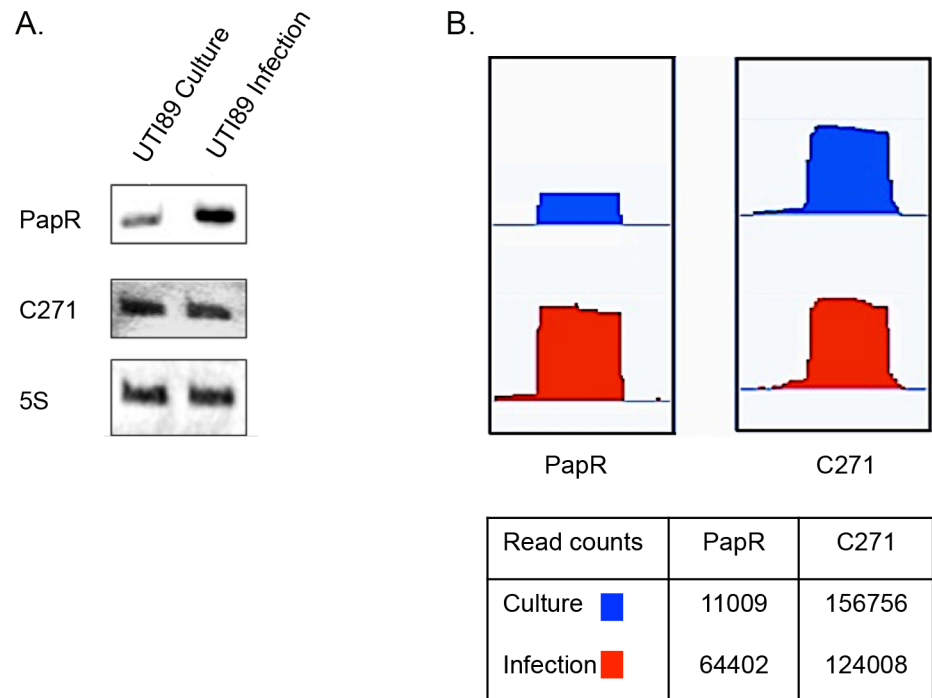 A.
UTI89 Culture
UTI89 Infection
PapR
C271
5S
B.
PapR C271
Read counts PapR C271
Culture 11009 156756
Infection 64402 124008